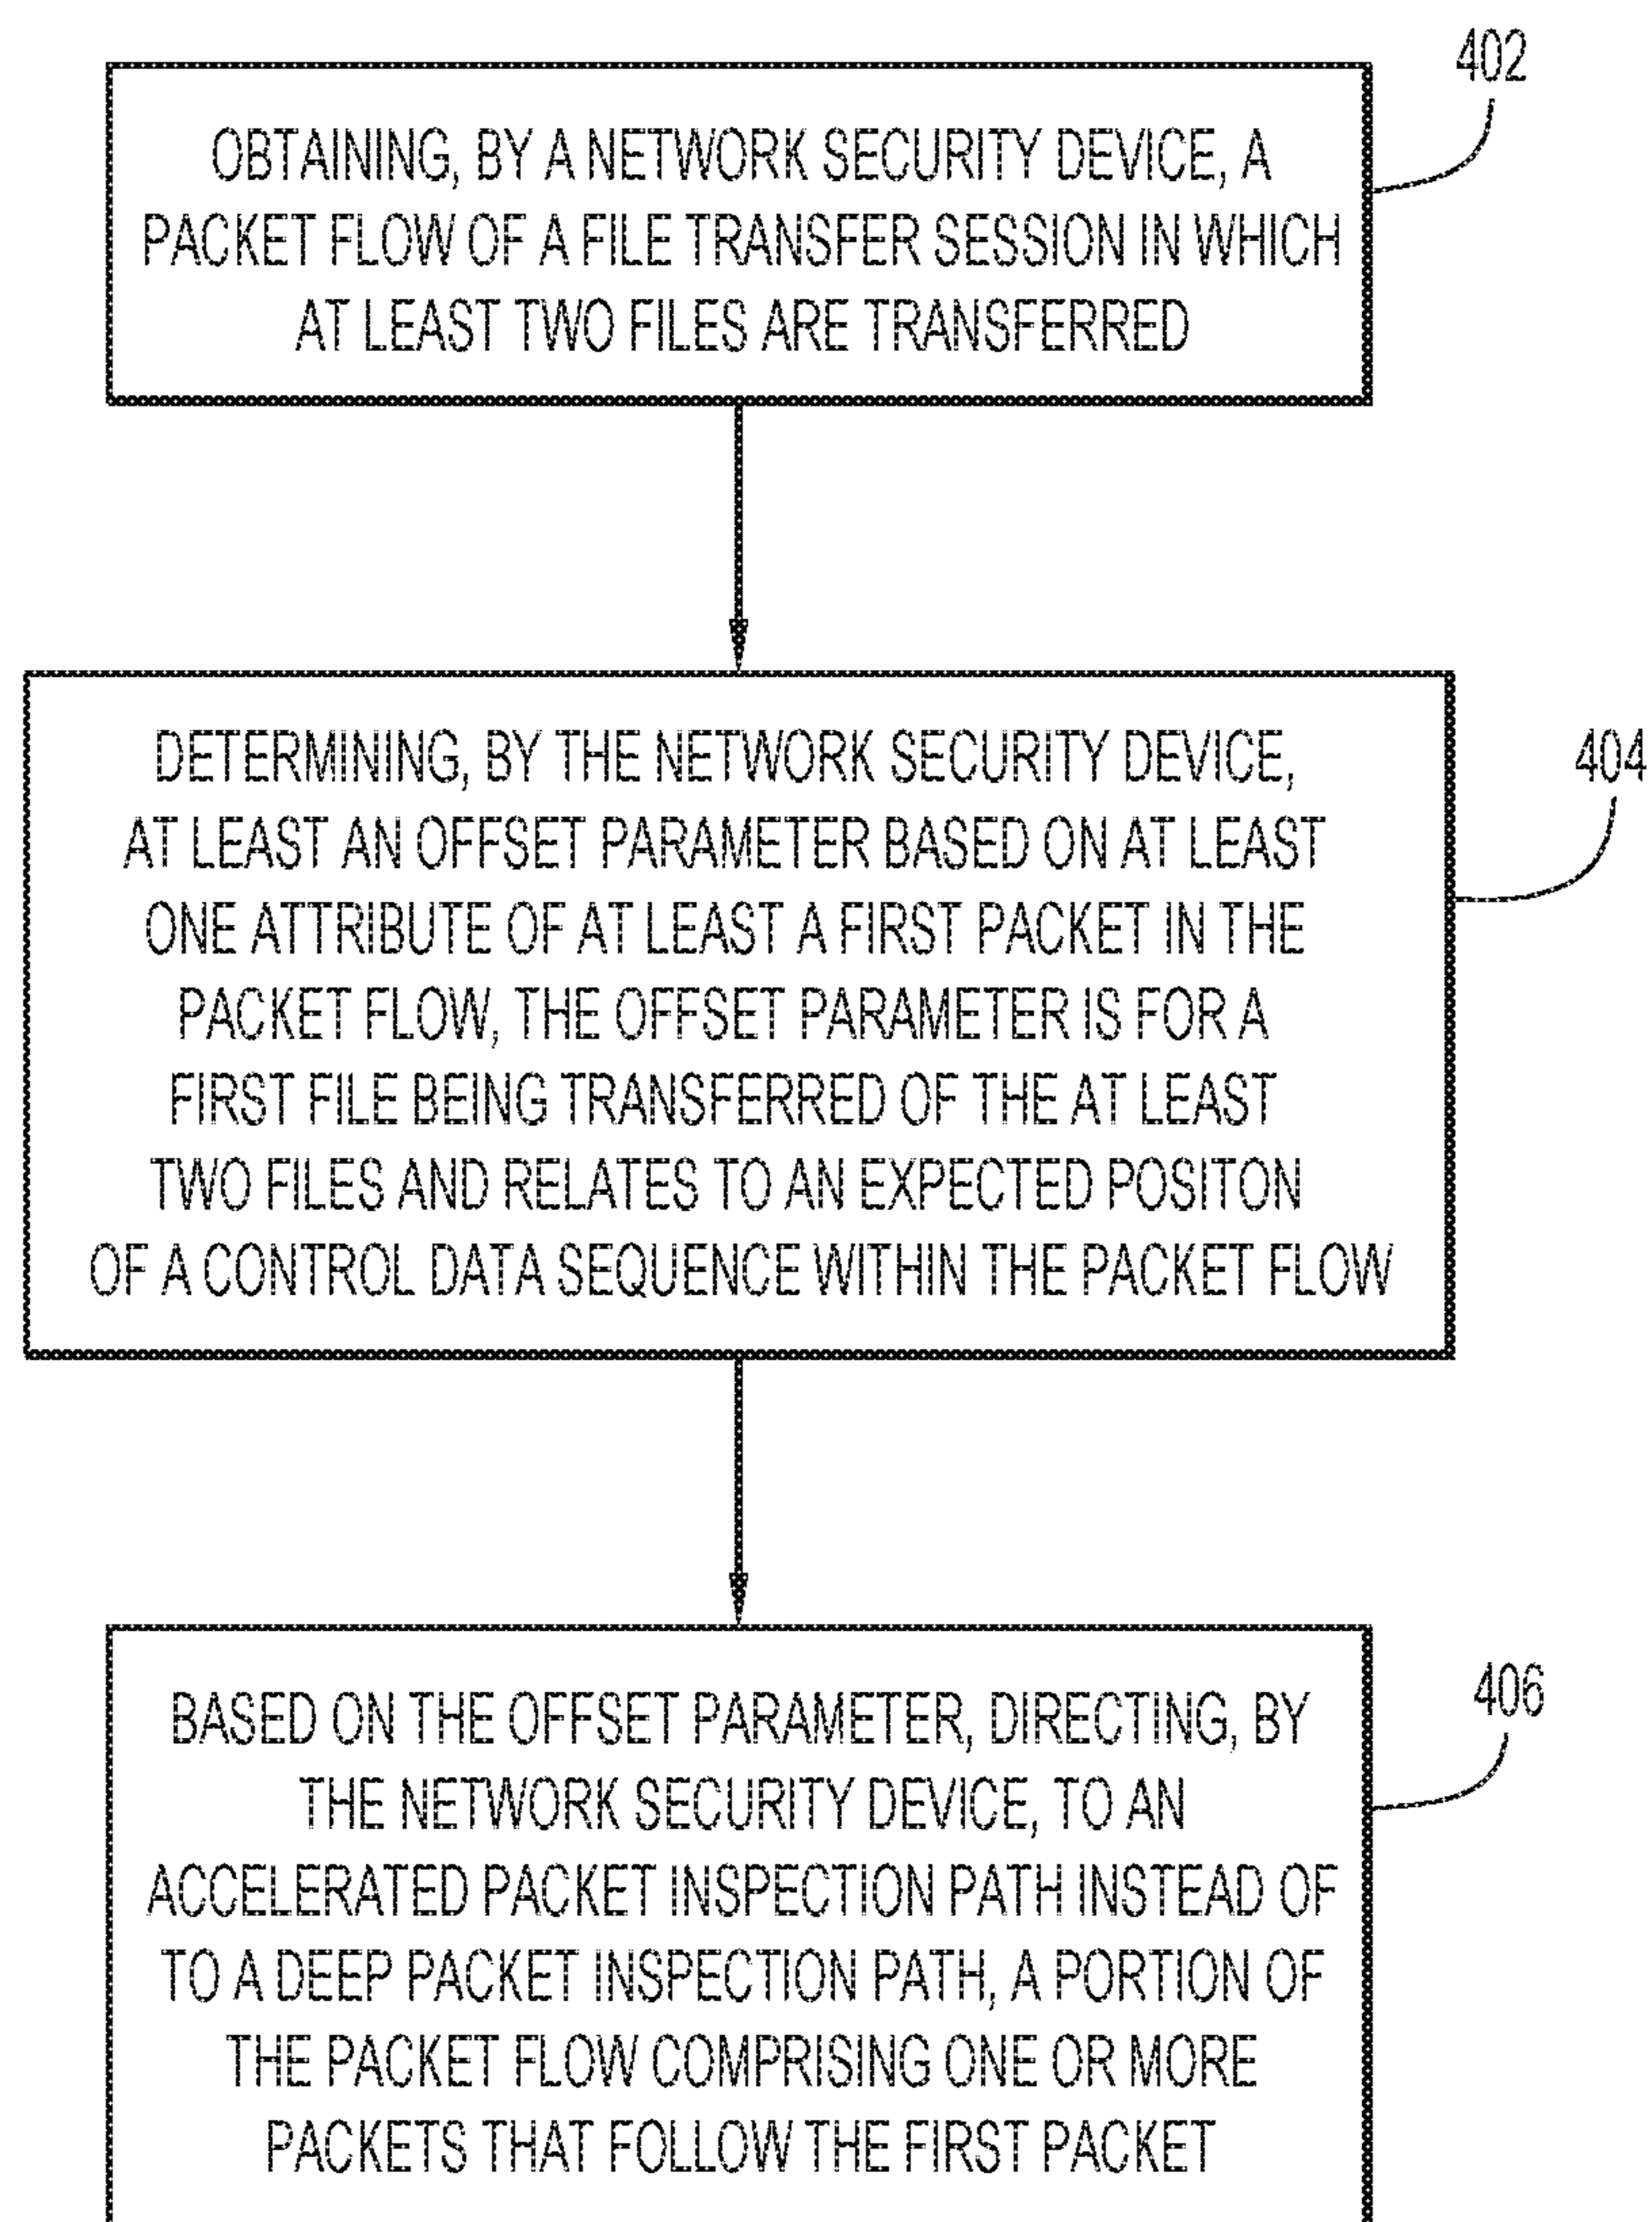 402
OBTAINING, BY A NETWORK SECURITY DEVICE, A
PACKET FLOW OF A FILE TRANSFER SESSION IN WHICH
AT LEAST TWO FILES ARE TRANSFERRED
404
DETERMINING, BY THE NETWORK SECURITY DEVICE,
AT LEAST AN OFFSET PARAMETER BASED ON AT LEAST
ONE ATTRIBUTE OF AT LEAST A FIRST PACKET IN THE
PACKET FLOW, THE OFFSET PARAMETER IS FOR A
FIRST FILE BEING TRANSFERRED OF THE AT LEAST
TWO FILES AND RELATES TO AN EXPECTED POSITON
OF A CONTROL DATA SEQUENCE WITHIN THE PACKET FLOW
406
BASED ON THE OFFSET PARAMETER, DIRECTING, BY
THE NETWORK SECURITY DEVICE, TO AN
ACCELERATED PACKET INSPECTION PATH INSTEAD OF
TO A DEEP PACKET INSPECTION PATH, A PORTION OF
THE PACKET FLOW COMPRISING ONE OR MORE
PACKETS THAT FOLLOW THE FIRST PACKET